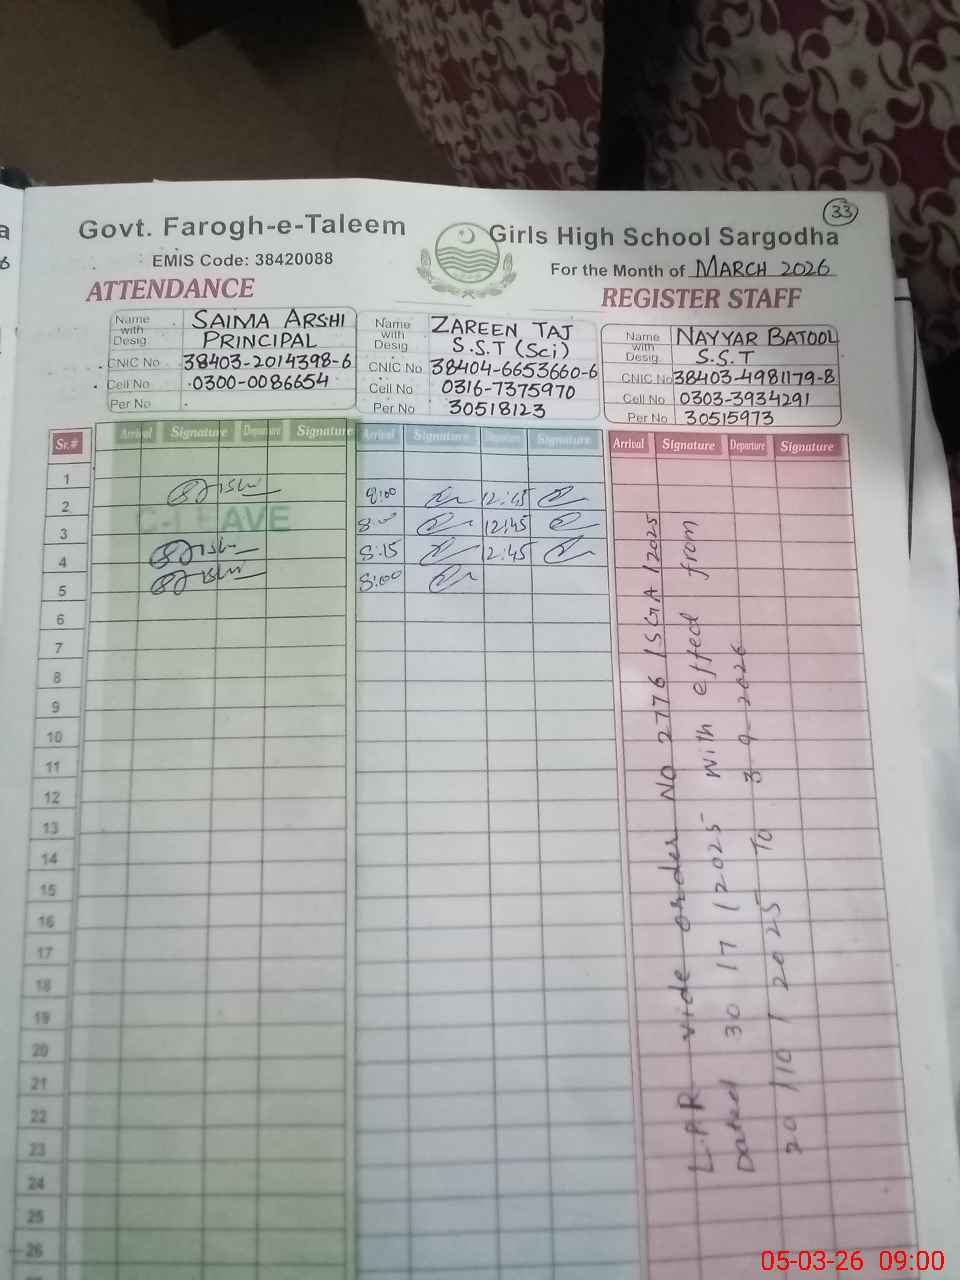 33
Govt. Farogh-e-Taleem Girls High School Sargodha
EMIS Code: 38420088
For the Month of MARCH 2026
ATTENDANCE REGISTER STAFF
Name with Desig. SAIMA ARSHI PRINCIPAL
CNIC No 38403-2014398-6
Cell No 0300-0086654
Per No
Name with Desig ZAREEN TAJ S.S.T (Sci)
CNIC No 38404-6653660-6
Cell No 0316-7375970
Per No 30518123
Name with Desig. NAYYAR BATOOL S.S.T
CNIC No 38403-4981179-8
Cell No 0303-3934291
Per No 30515973
Sr.# Arrival Signature Departure Signature Arrival Signature Departure Signature Arrival Signature Departure Signature
1
2 8:00 12:45
3 C-LEAVE 8:00 12:45
4 8:15 12:45
5 8:00
6
7
8
9
10
11
12
13
14
15
16
17
18
19
20
21
22
23
24
25
26
L.P.R vide order No 2776/SGA/2025
Dated 30/7/2025 with effed from
20/10/2025 To 3-9-2026
a
6
05-03-26 09:00